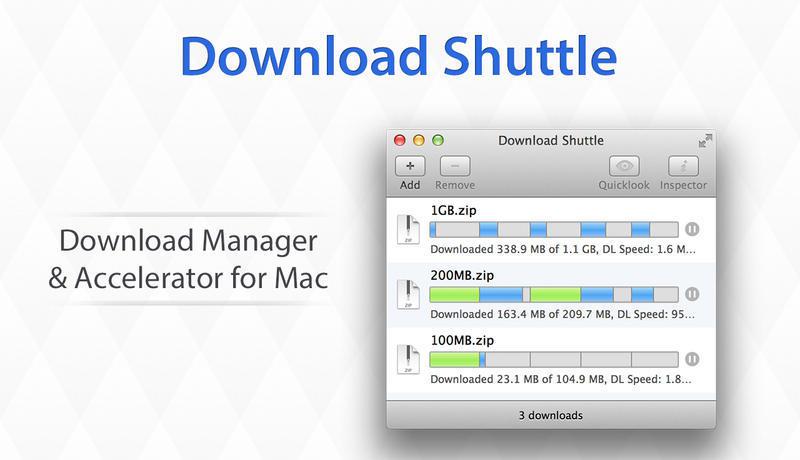 Download Shuttle
Download Manager
& Accelerator for Mac
Download Shuttle
Add
Remove
Quicklook
Inspector
1GB.zip
ZIP
Downloaded 338.9 MB of 1.1 GB, DL Speed: 1.6 M...
200MB.zip
ZIP
Downloaded 163.4 MB of 209.7 MB, DL Speed: 95...
100MB.zip
ZIP
Downloaded 23.1 MB of 104.9 MB, DL Speed: 1.8...
3 downloads